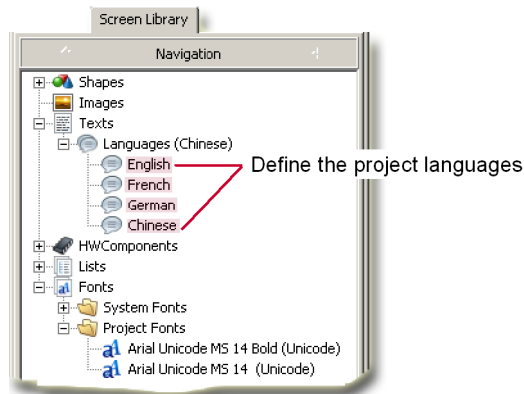 Screen Library
Navigation
Shapes
Images
Texts
Languages (Chinese)
English
Define the project languages
French
German
Chinese
HWComponents
Lists
Fonts
System Fonts
Project Fonts
Arial Unicode MS 14 Bold (Unicode)
Arial Unicode MS 14 (Unicode)